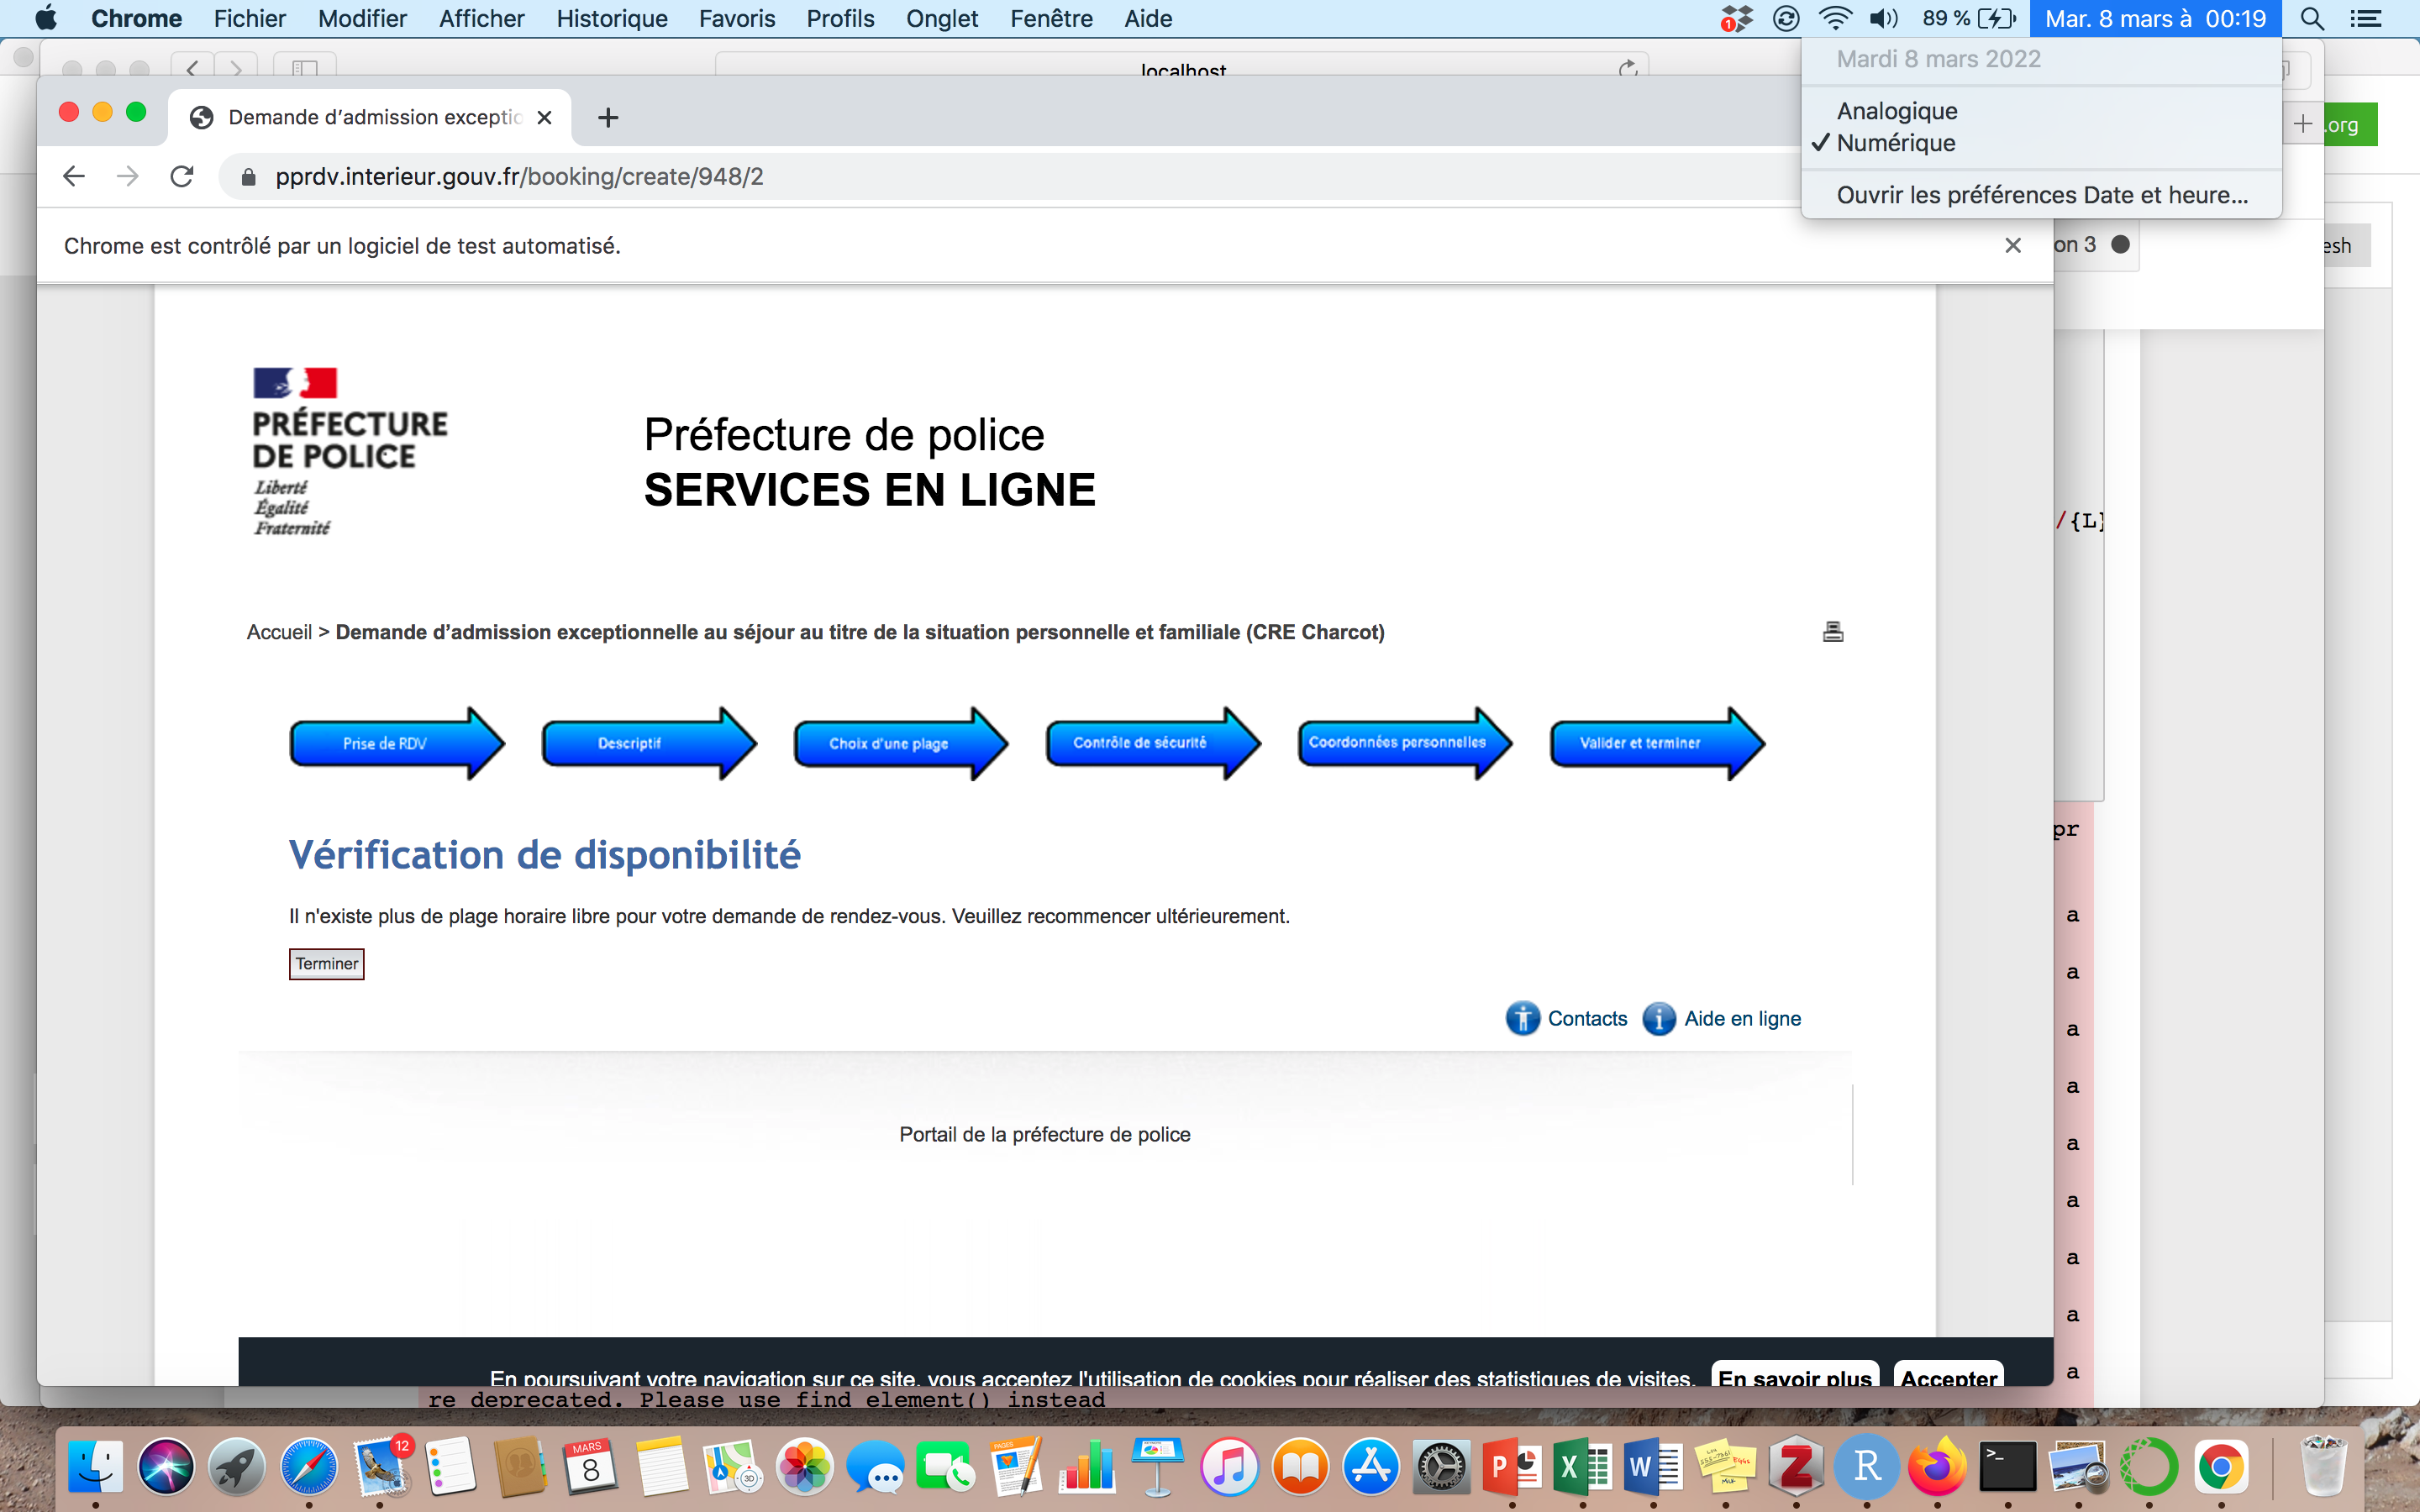 Chrome Fichier Modifier Afficher Historique Favoris Profils Onglet Fenêtre Aide 1 89 % Mar. 8 mars à 00:19
Mardi 8 mars 2022
Analogique
✓ Numérique
Ouvrir les préférences Date et heure...
localhost
Demande d'admission exceptio
.org
pprdv.interieur.gouv.fr/booking/create/948/2
Chrome est contrôlé par un logiciel de test automatisé.
on 3
esh
PRÉFECTURE
DE POLICE
Liberté
Égalité
Fraternité
Préfecture de police
SERVICES EN LIGNE
/{L}
Accueil > Demande d'admission exceptionnelle au séjour au titre de la situation personnelle et familiale (CRE Charcot)
Prise de RDV
Descriptif
Choix d'une plage
Contrôle de sécurité
Coordonnées personnelles
Valider et terminer
pr
Vérification de disponibilité
Il n'existe plus de plage horaire libre pour votre demande de rendez-vous. Veuillez recommencer ultérieurement.
Terminer
a
a
a
a
a
a
a
a
a
Contacts
Aide en ligne
Portail de la préfecture de police
En poursuivant votre navigation sur ce site, vous acceptez l'utilisation de cookies pour réaliser des statistiques de visites. En savoir plus Accepter
re deprecated. Please use find_element() instead
12
MARS
8
3D
PAGES
P
X
W
Z
R
>_